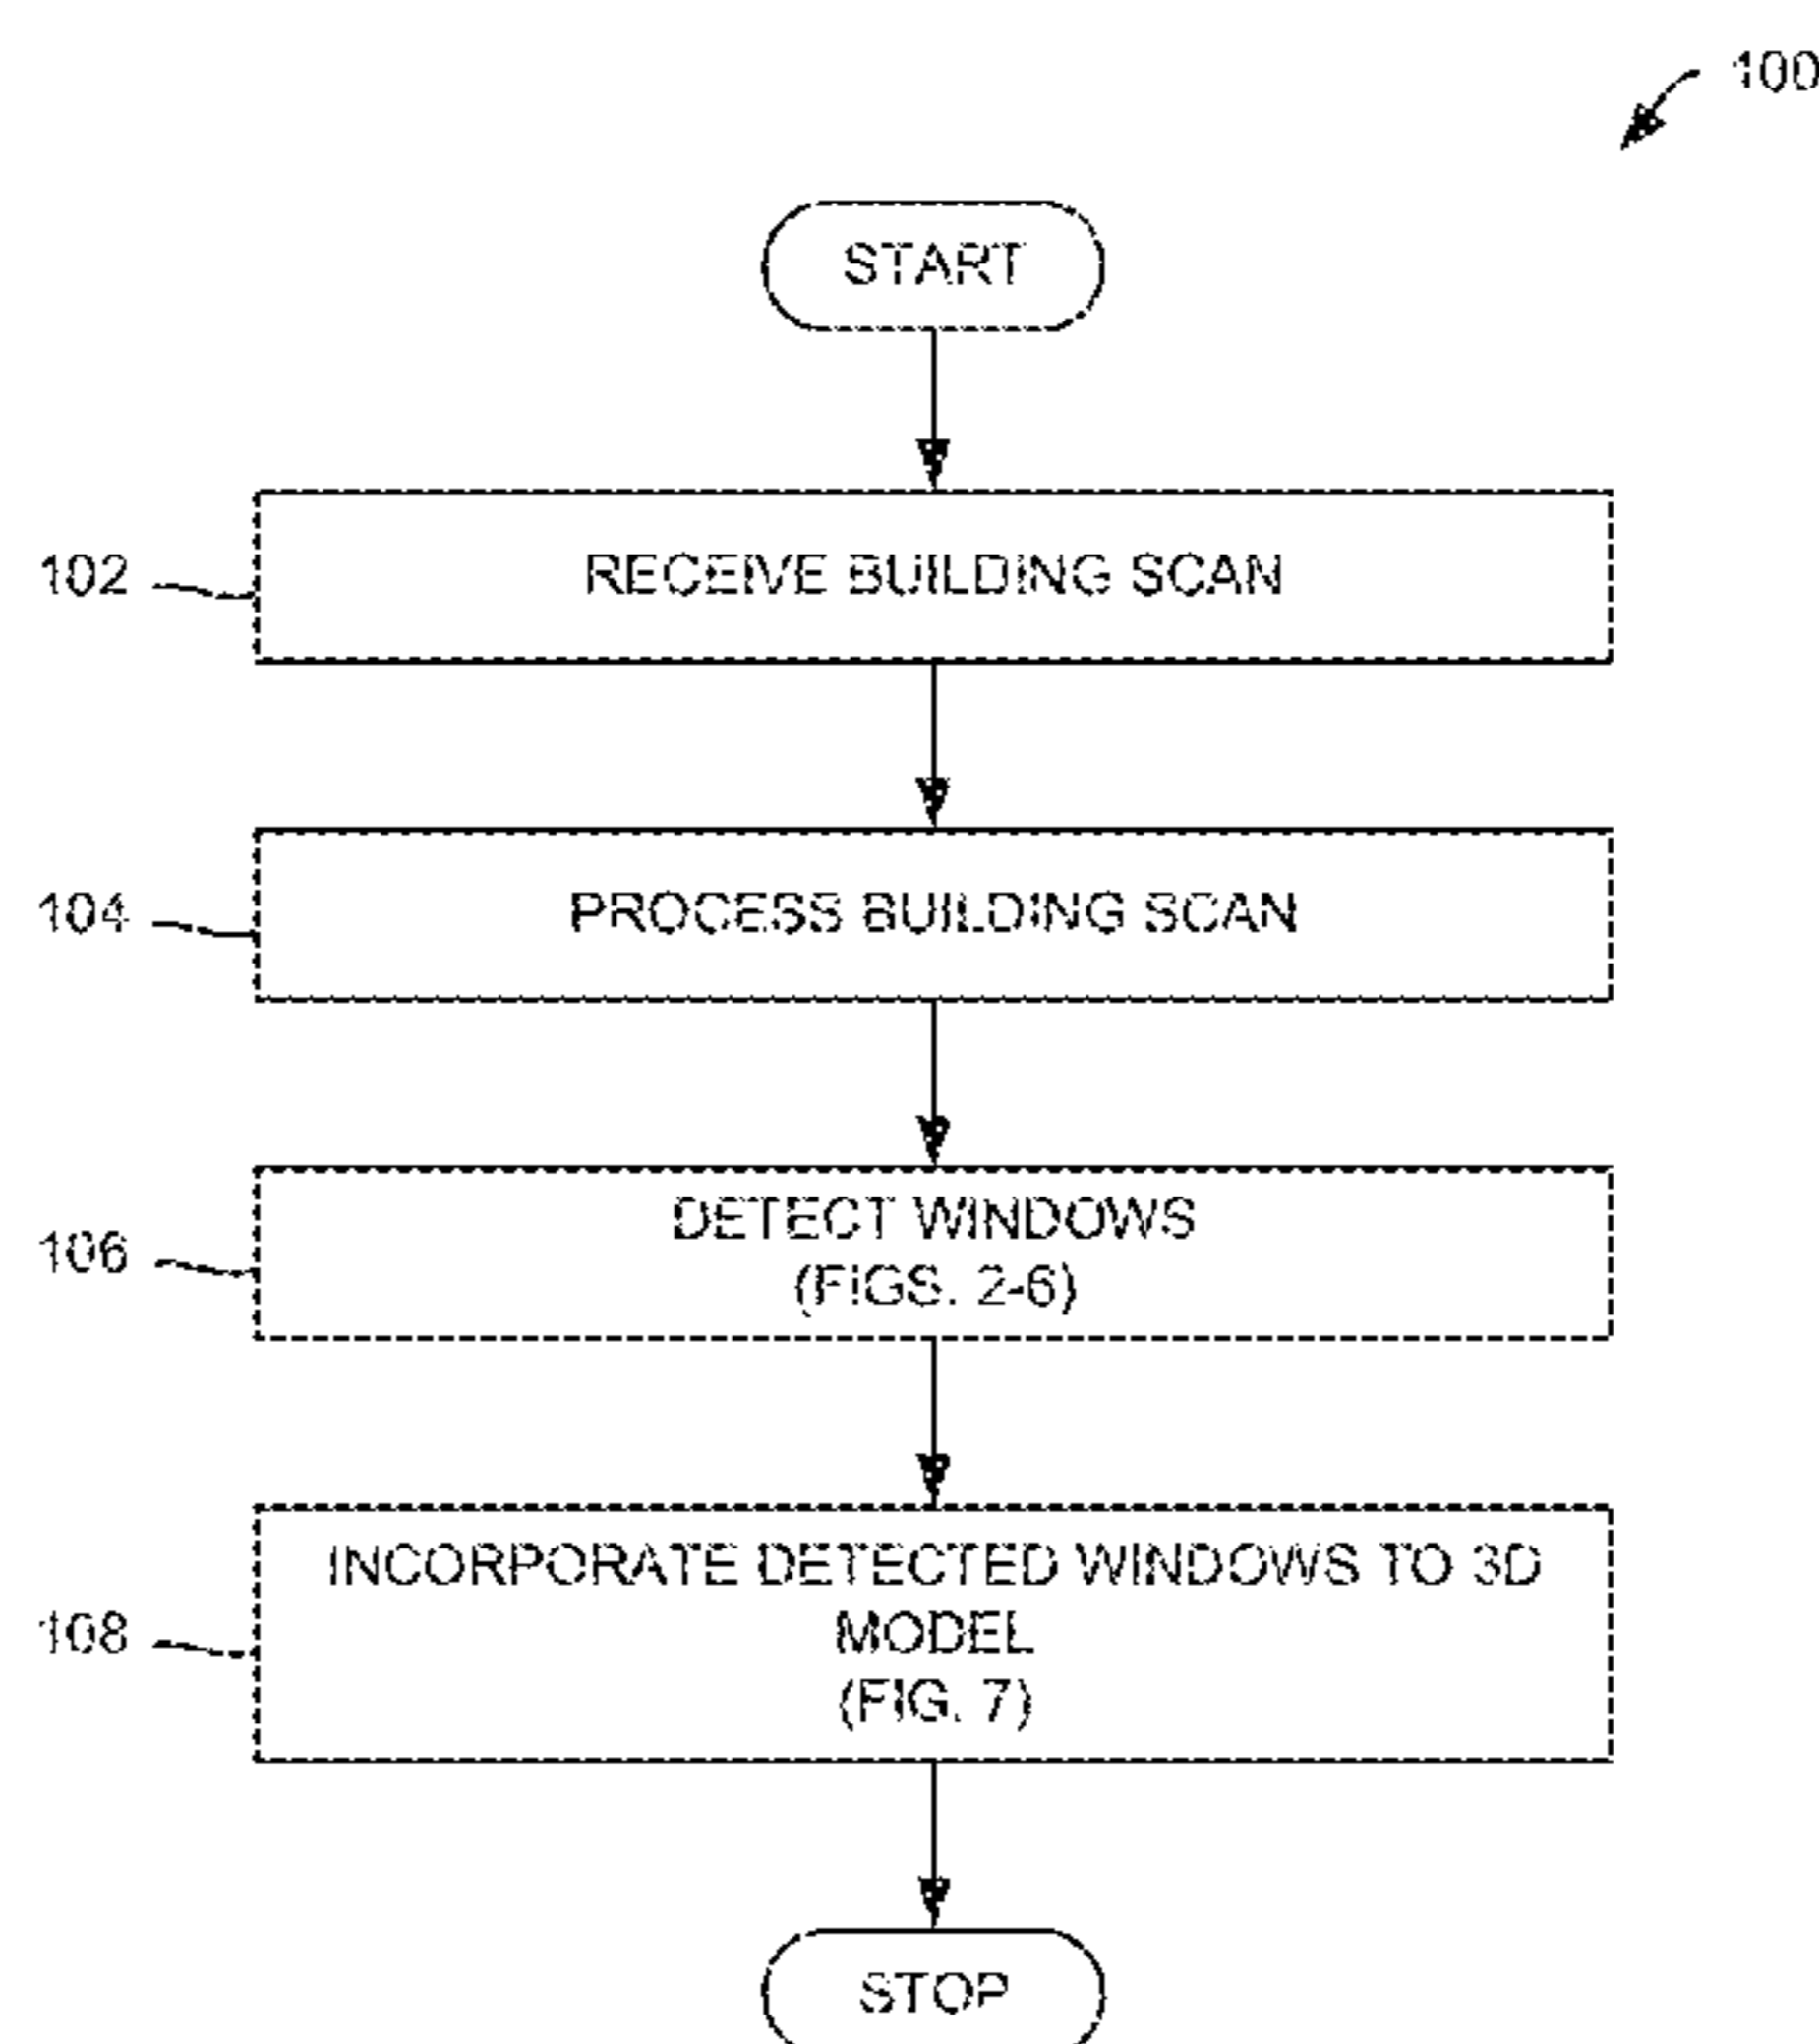 100
START
102
RECEIVE BUILDING SCAN
104
PROCESS BUILDING SCAN
106
DETECT WINDOWS
(FIGS. 2-6)
108
INCORPORATE DETECTED WINDOWS TO 3D
MODEL
(FIG. 7)
STOP